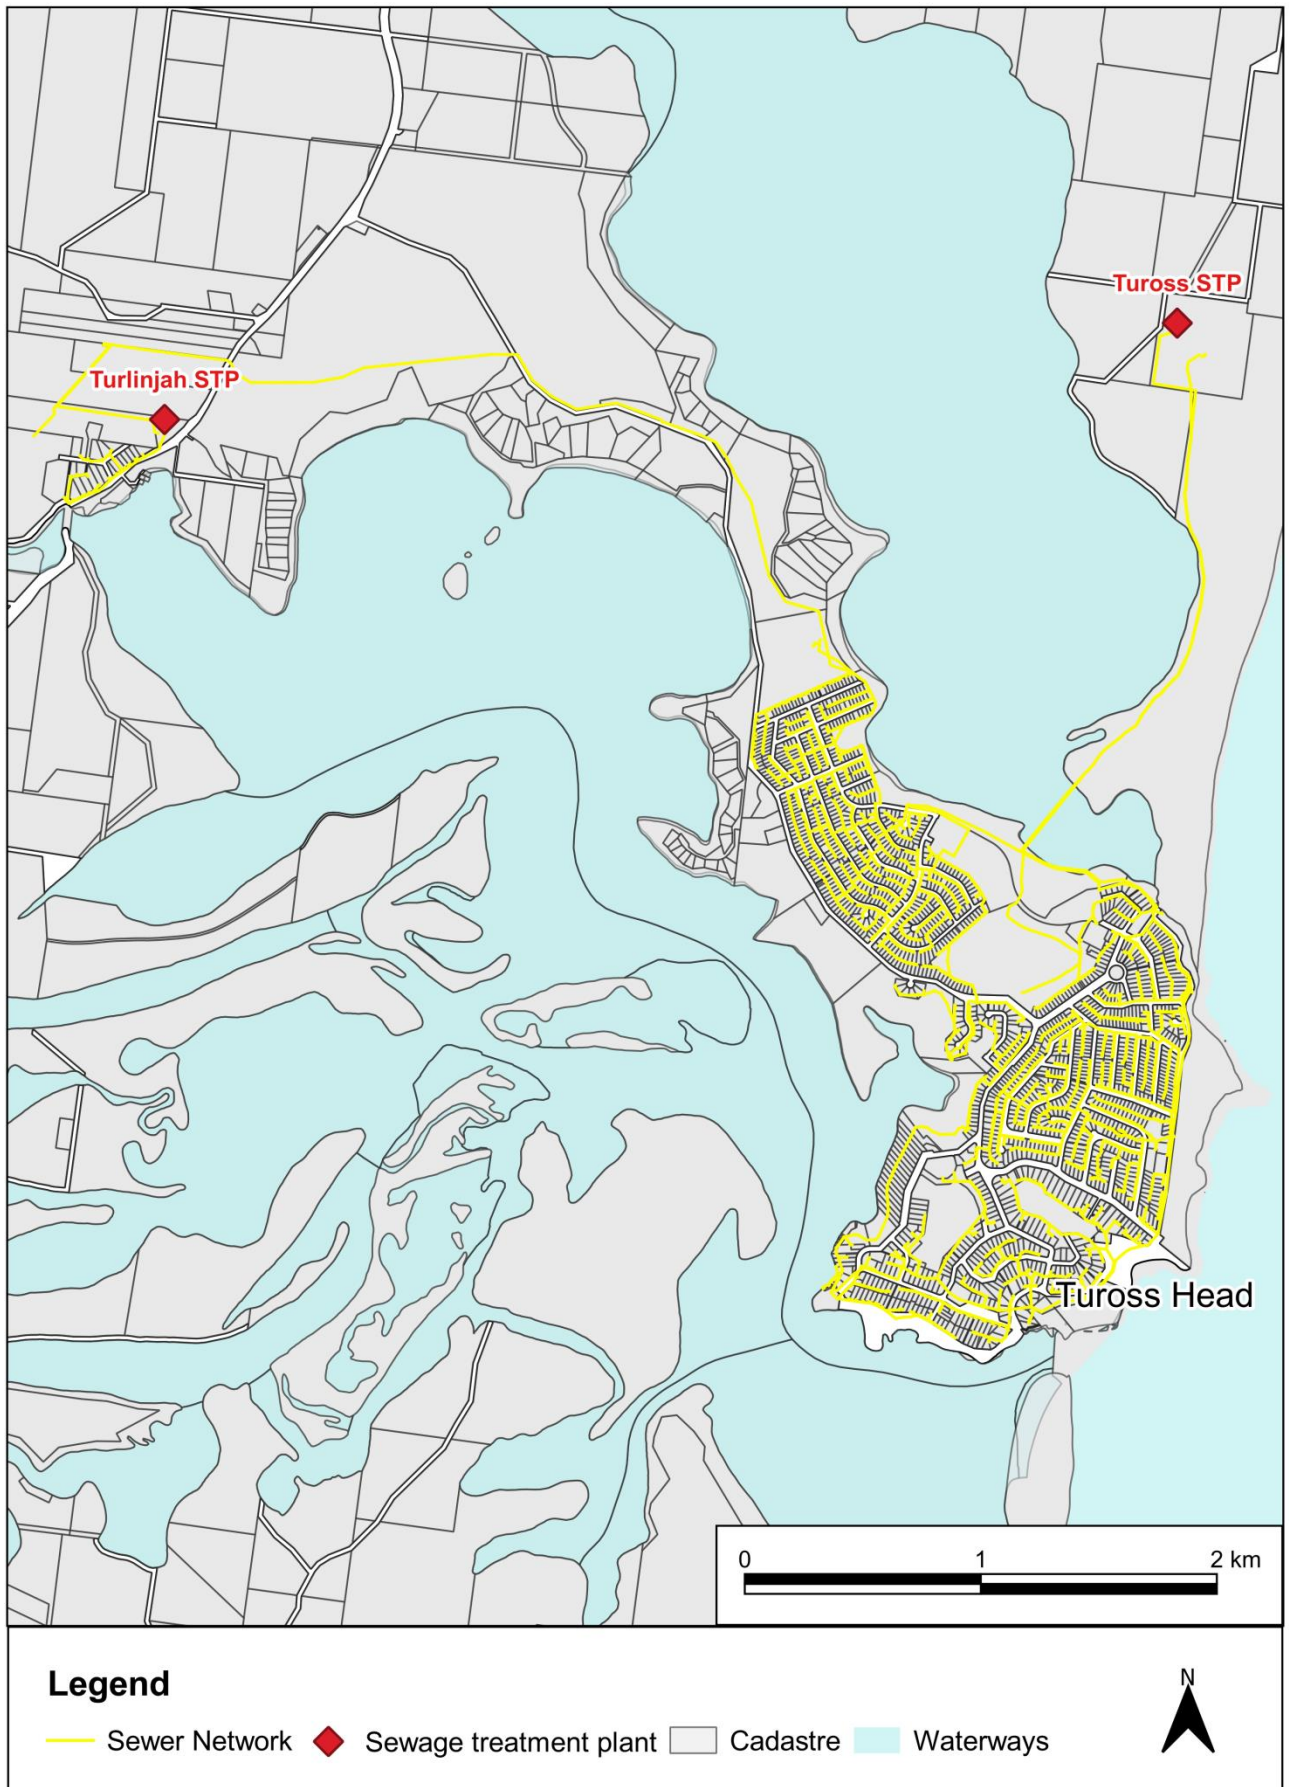 Tuross STP
Turlinjah STP
Tuross Head
0 1 2 km
Legend
N
Sewer Network Sewage treatment plant Cadastre Waterways